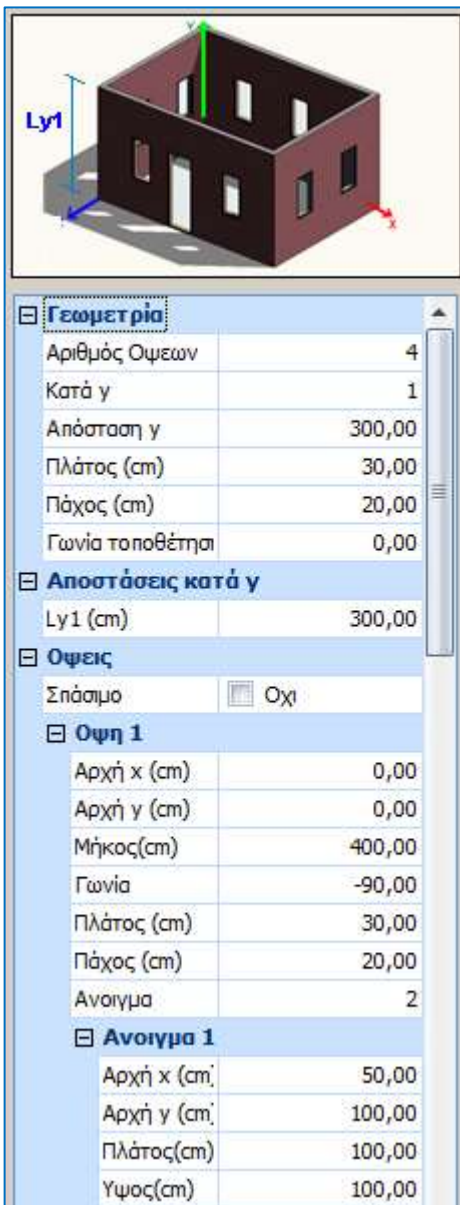 Y
Ly1
X
Γεωμετρία
Αριθμός Οψεων 4
Κατά y 1
Απόσταση y 300,00
Πλάτος (cm) 30,00
Πάχος (cm) 20,00
Γωνία τοποθέτησι 0,00
Αποστάσεις κατά y
Ly1 (cm) 300,00
Οψεις
Σπάσιμο Οχι
Οψη 1
Αρχή x (cm) 0,00
Αρχή y (cm) 0,00
Μήκος(cm) 400,00
Γωνία -90,00
Πλάτος (cm) 30,00
Πάχος (cm) 20,00
Ανοιγμα 2
Ανοιγμα 1
Αρχή x (cm) 50,00
Αρχή y (cm) 100,00
Πλάτος(cm) 100,00
Υψος(cm) 100,00